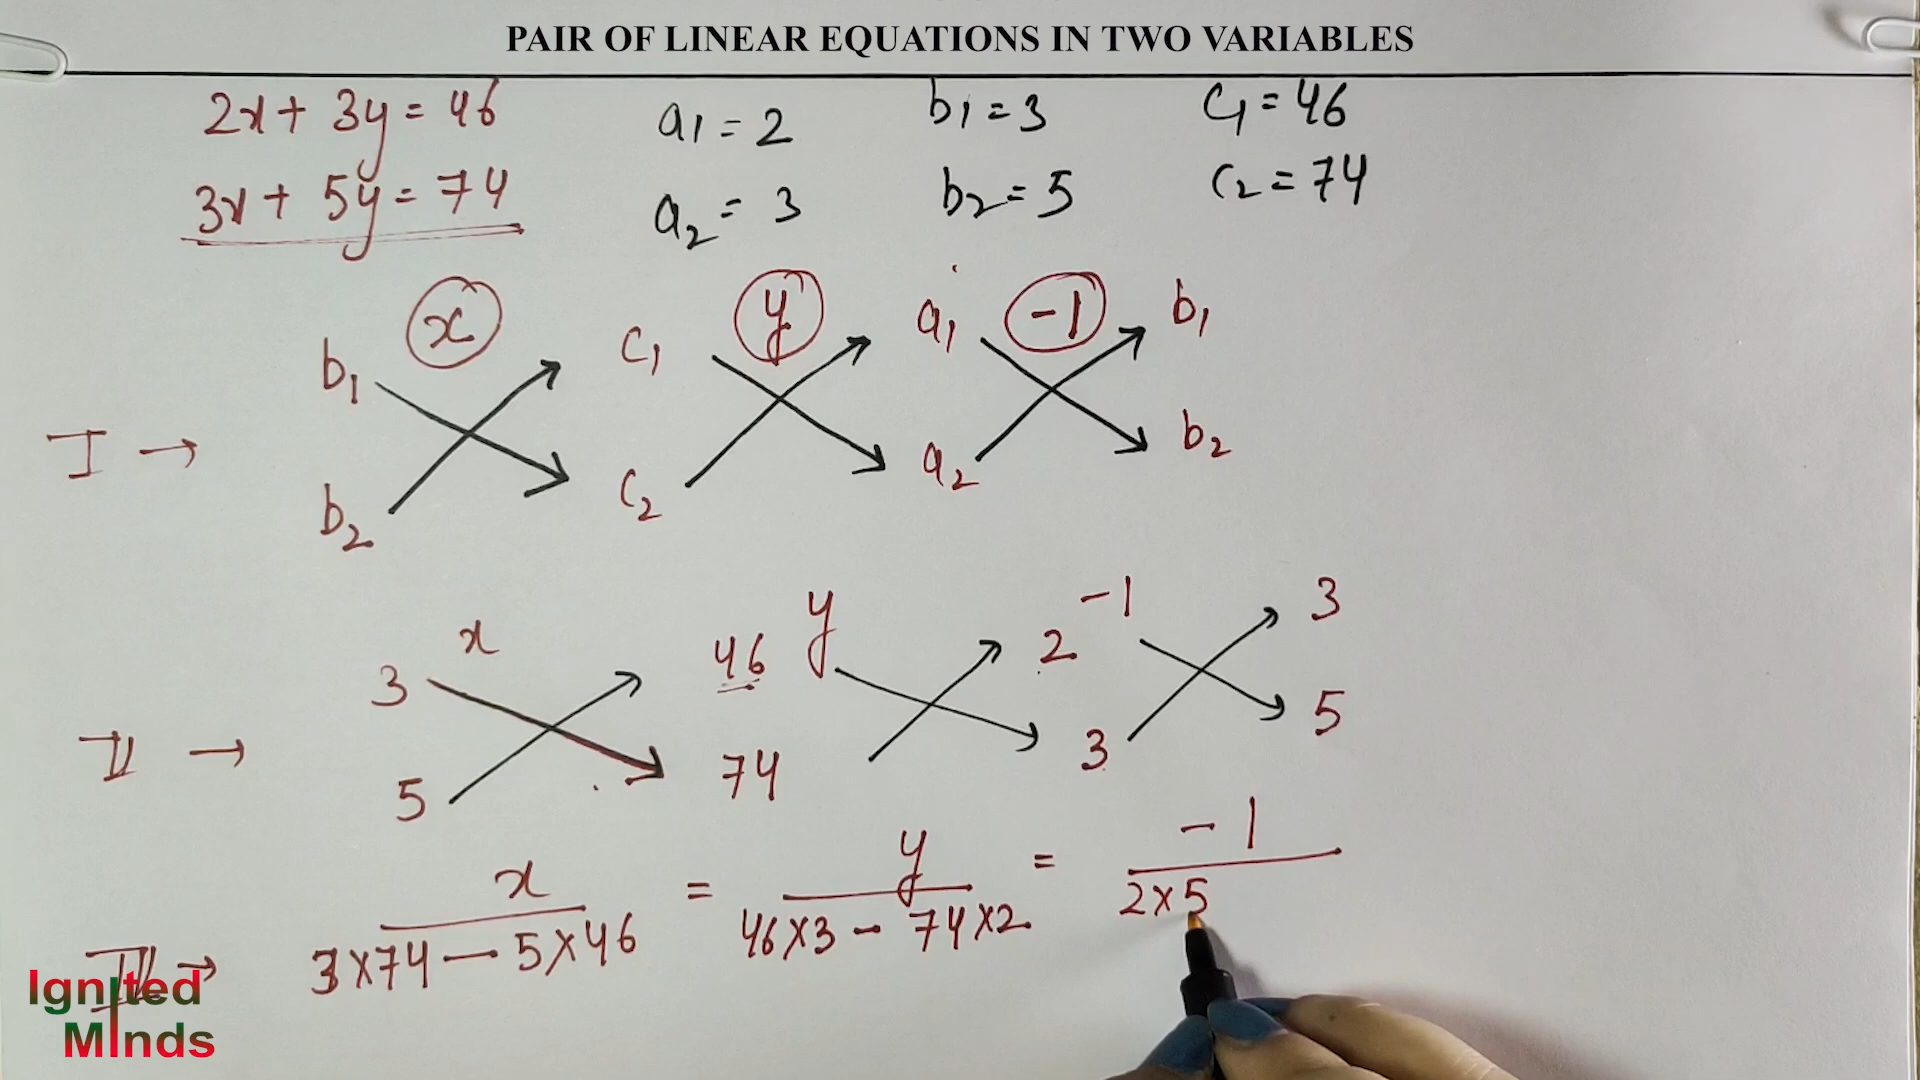 PAIR OF LINEAR EQUATIONS IN TWO VARIABLES
2x + 3y = 46 a1 = 2 b1 = 3 C1 = 46
3x + 5y = 74 a2 = 3 b2 = 5 C2 = 74
x y -1
b1 C1 a1 b1
I →
b2 C2 a2 b2
x y -1
3 46 2 3
II →
5 74 3 5
x = y = -1
III → 3×74 - 5×46 46×3 - 74×2 2×5
Ignited
Minds